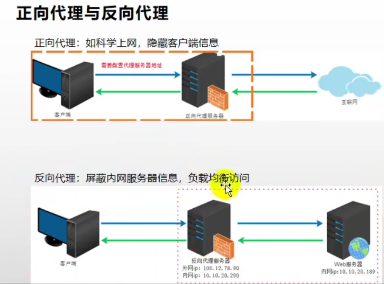 正向代理与反向代理
正向代理：如科学上网，隐藏客户端信息
需要配置代理服务器地址
客户端
正向代理服务器
互联网
反向代理：屏蔽内网服务器信息，负载均衡访问
客户端
反向代理服务器
外网ip: 106.12.78.90
内网ip: 10.10.20.200
Web服务器
内网ip:10.10.20.189